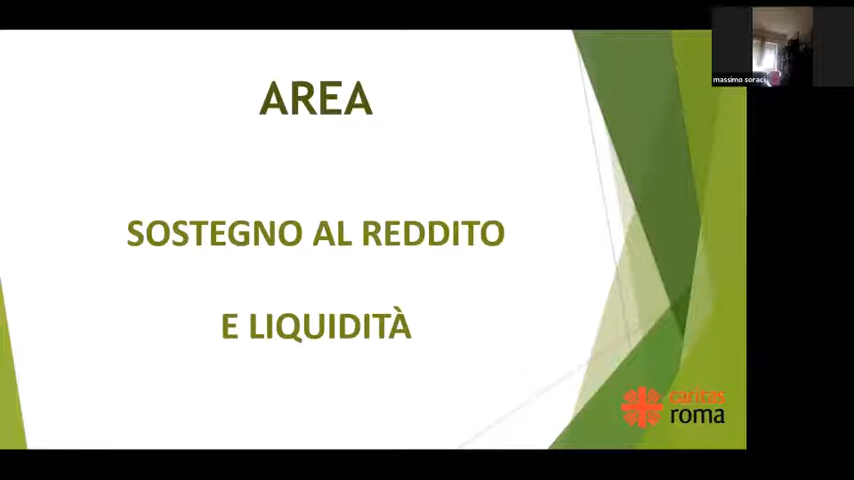 massimo soraci
AREA
SOSTEGNO AL REDDITO
E LIQUIDITÀ
caritas
roma